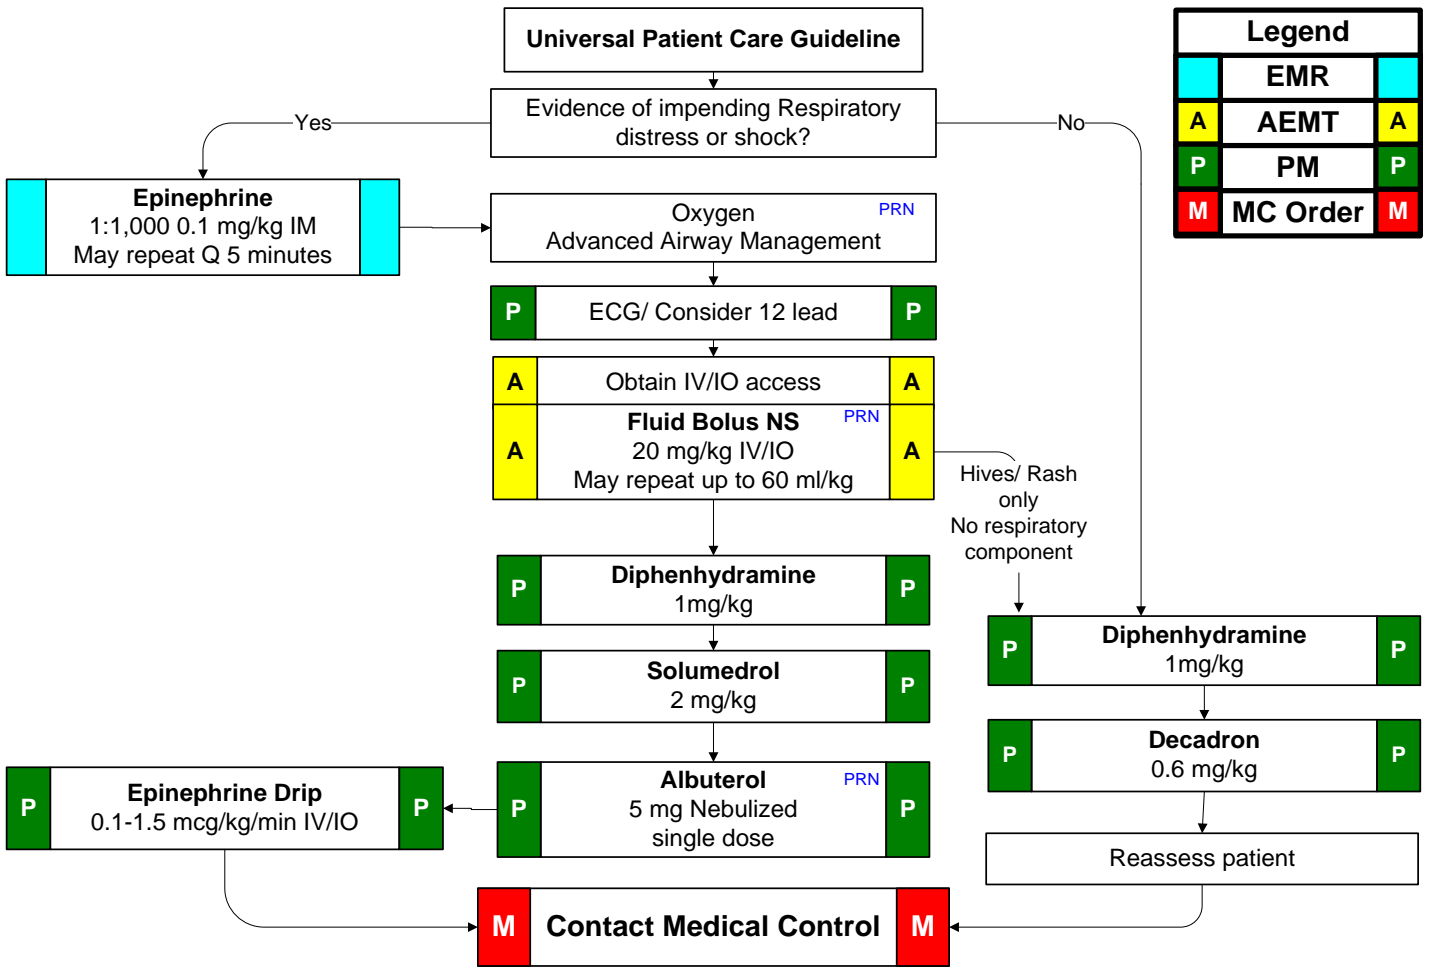 Universal Patient Care Guideline
Legend
EMR
A AEMT A
P PM P
M MC Order M
Evidence of impending Respiratory
distress or shock?
Yes
No
Epinephrine
1:1,000 0.1 mg/kg IM
May repeat Q 5 minutes
Oxygen PRN
Advanced Airway Management
P ECG/ Consider 12 lead P
A Obtain IV/IO access A
Fluid Bolus NS PRN
A 20 mg/kg IV/IO A
May repeat up to 60 ml/kg
Hives/ Rash
only
No respiratory
component
Diphenhydramine
P 1mg/kg P
Solumedrol
P 2 mg/kg P
Albuterol PRN
P 5 mg Nebulized P
single dose
Epinephrine Drip
P 0.1-1.5 mcg/kg/min IV/IO P
Diphenhydramine
P 1mg/kg P
Decadron
P 0.6 mg/kg P
Reassess patient
M Contact Medical Control M